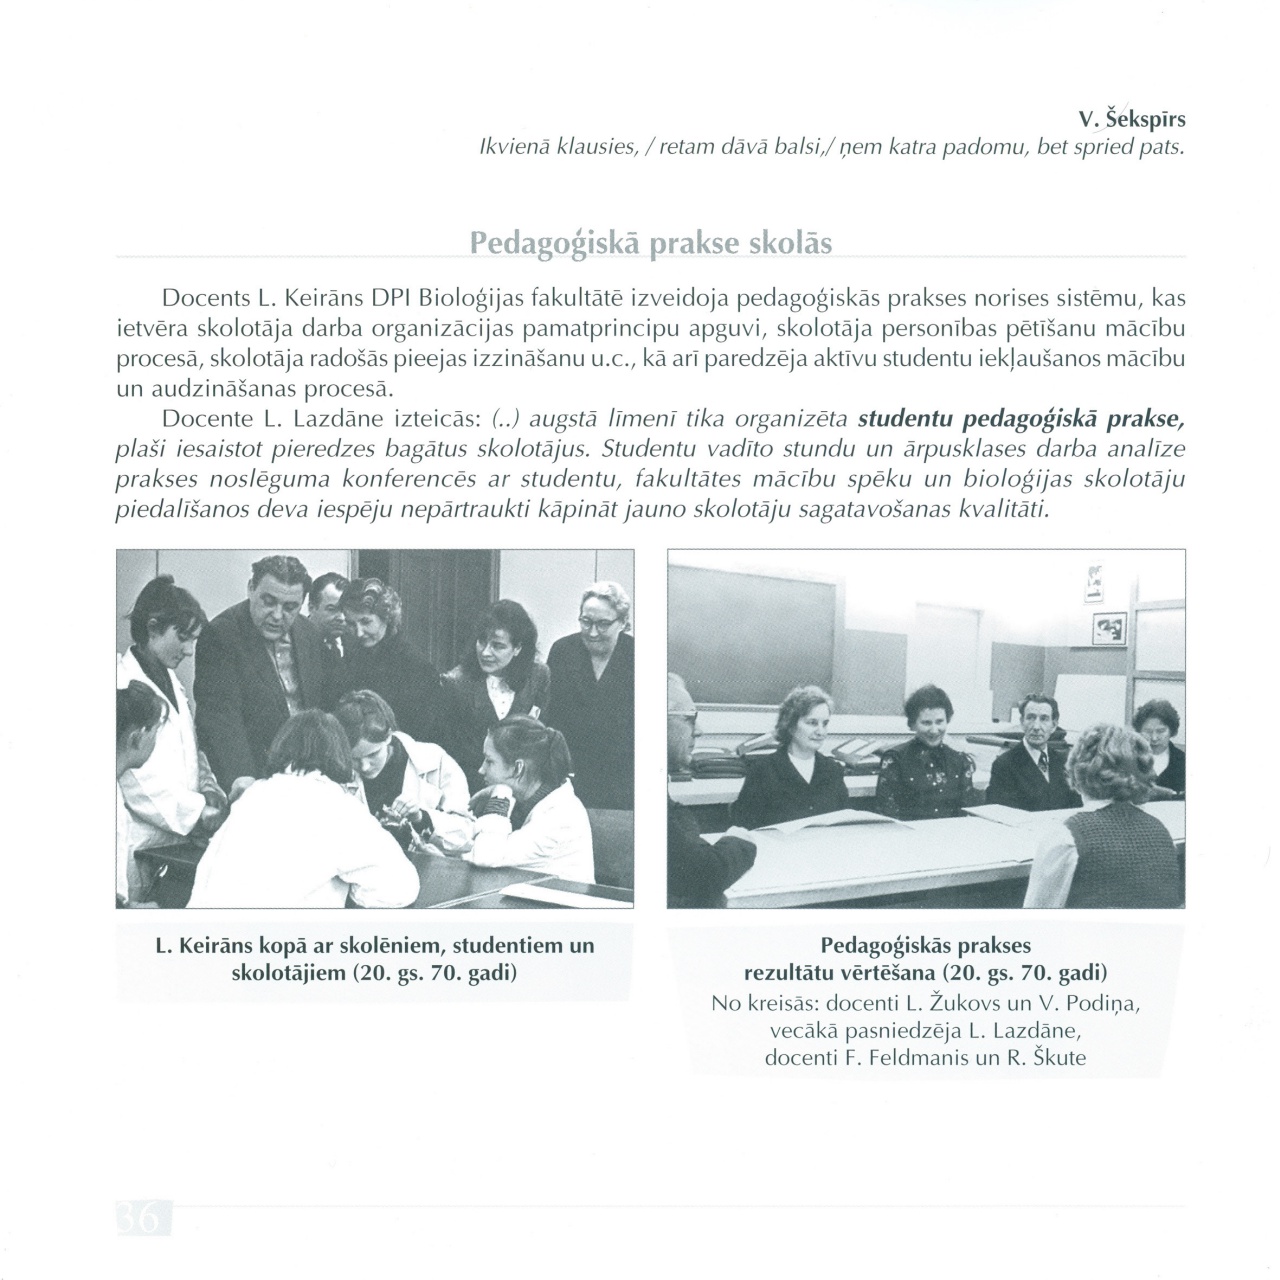 V. Šekspīrs
Ikvienā klausies, / retam dāvā balsi,/ ņem katra padomu, bet spried pats.
Pedagoģiskā prakse skolās
Docents L. Keirāns DPI Bioloģijas fakultātē izveidoja pedagoģiskās prakses norises sistēmu, kas
ietvēra skolotāja darba organizācijas pamatprincipu apguvi, skolotāja personības pētīšanu mācību
procesā, skolotāja radošās pieejas izzināšanu u.c., kā arī paredzēja aktīvu studentu iekļaušanos mācību
un audzināšanas procesā.
Docente L. Lazdāne izteicās: (..) augstā līmenī tika organizēta studentu pedagoģiskā prakse,
plaši iesaistot pieredzes bagātus skolotājus. Studentu vadīto stundu un ārpusklases darba analīze
prakses noslēguma konferencēs ar studentu, fakultātes mācību spēku un bioloģijas skolotāju
piedalīšanos deva iespēju nepārtraukti kāpināt jauno skolotāju sagatavošanas kvalitāti.
L. Keirāns kopā ar skolēniem, studentiem un
skolotājiem (20. gs. 70. gadi)
Pedagoģiskās prakses
rezultātu vērtēšana (20. gs. 70. gadi)
No kreisās: docenti L. Žukovs un V. Podiņa,
vecākā pasniedzēja L. Lazdāne,
docenti F. Feldmanis un R. Škute
36